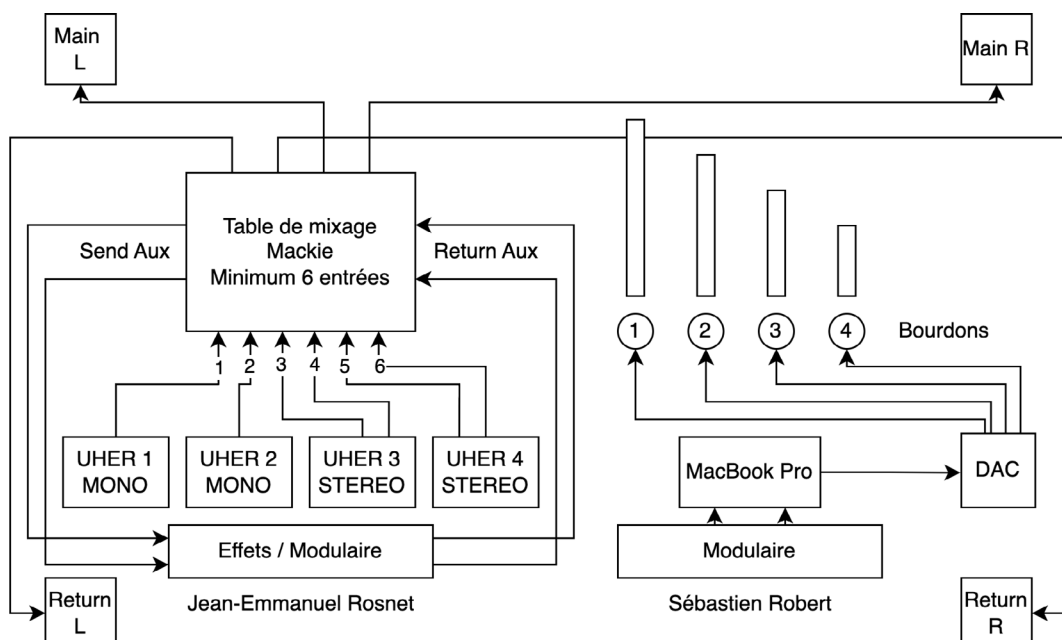 Main
L
Main R
Table de mixage
Mackie
Minimum 6 entrées
Send Aux
Return Aux
1
2
3
4
5
6
1
2
3
4
Bourdons
UHER 1
MONO
UHER 2
MONO
UHER 3
STEREO
UHER 4
STEREO
MacBook Pro
DAC
Effets / Modulaire
Modulaire
Return
L
Jean-Emmanuel Rosnet
Sébastien Robert
Return
R